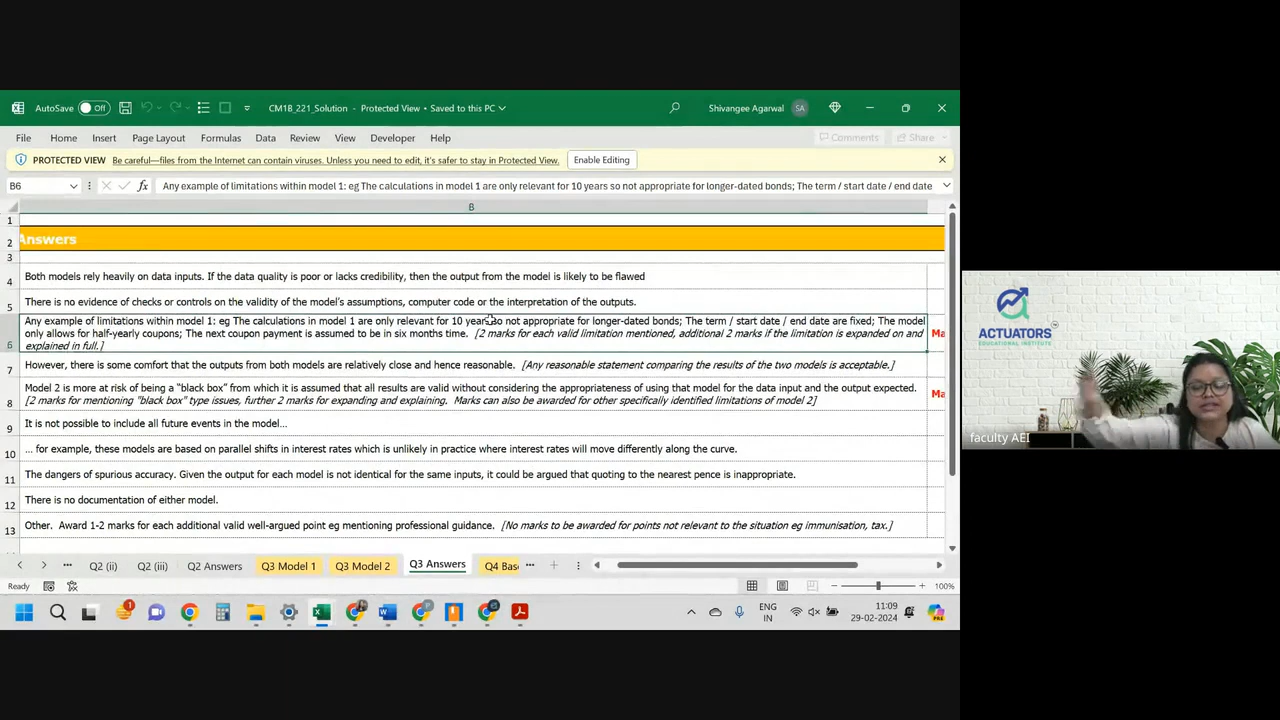 AutoSave Off CM1B_221_Solution • Protected View • Saved to this PC Shivangee Agarwal SA
File Home Insert Page Layout Formulas Data Review View Developer Help Comments Share
PROTECTED VIEW Be careful—files from the Internet can contain viruses. Unless you need to edit, it's safer to stay in Protected View. Enable Editing
B6 fx Any example of limitations within model 1: eg The calculations in model 1 are only relevant for 10 years so not appropriate for longer-dated bonds; The term / start date / end date
B
1
2 Answers
3
4 Both models rely heavily on data inputs. If the data quality is poor or lacks credibility, then the output from the model is likely to be flawed
5 There is no evidence of checks or controls on the validity of the model's assumptions, computer code or the interpretation of the outputs.
Any example of limitations within model 1: eg The calculations in model 1 are only relevant for 10 years so not appropriate for longer-dated bonds; The term / start date / end date are fixed; The model
only allows for half-yearly coupons; The next coupon payment is assumed to be in six months time. [2 marks for each valid limitation mentioned, additional 2 marks if the limitation is expanded on and Ma
6 explained in full.]
7 However, there is some comfort that the outputs from both models are relatively close and hence reasonable. [Any reasonable statement comparing the results of the two models is acceptable.]
Model 2 is more at risk of being a "black box" from which it is assumed that all results are valid without considering the appropriateness of using that model for the data input and the output expected.
8 [2 marks for mentioning "black box" type issues, further 2 marks for expanding and explaining. Marks can also be awarded for other specifically identified limitations of model 2] Ma
9 It is not possible to include all future events in the model…
10 … for example, these models are based on parallel shifts in interest rates which is unlikely in practice where interest rates will move differently along the curve.
11 The dangers of spurious accuracy. Given the output for each model is not identical for the same inputs, it could be argued that quoting to the nearest pence is inappropriate.
12 There is no documentation of either model.
13 Other. Award 1-2 marks for each additional valid well-argued point eg mentioning professional guidance. [No marks to be awarded for points not relevant to the situation eg immunisation, tax.]
Q2 (ii) Q2 (iii) Q2 Answers Q3 Model 1 Q3 Model 2 Q3 Answers Q4 Bas
Ready 100%
ENG 11:09
IN 29-02-2024
ACTUATORS
EDUCATIONAL INSTITUTE
faculty AEI